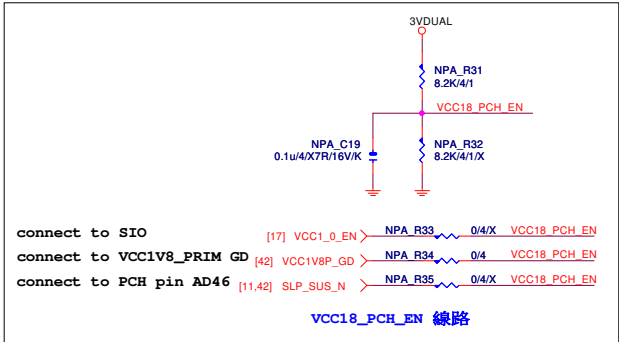 3VDUAL
NPA_R31
8.2K/4/1
VCC18_PCH_EN
NPA_C19
0.1u/4/X7R/16V/K
NPA_R32
8.2K/4/1/X
connect to SIO [17] VCC1_0_EN NPA_R33 0/4/X VCC18_PCH_EN
connect to VCC1V8_PRIM GD [42] VCC1V8P_GD NPA_R34 0/4 VCC18_PCH_EN
connect to PCH pin AD46 [11,42] SLP_SUS_N NPA_R35 0/4/X VCC18_PCH_EN
VCC18_PCH_EN 線路